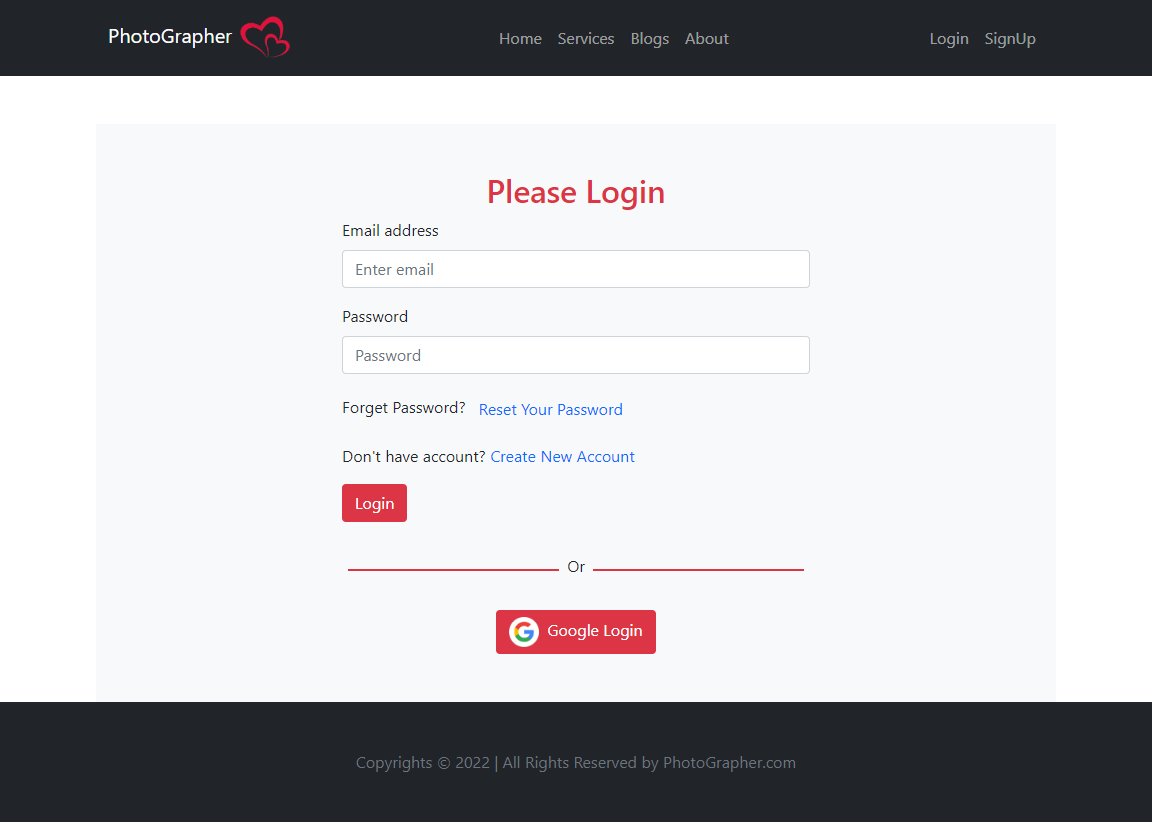 PhotoGrapher Home Services Blogs About Login SignUp
Please Login
Email address
Enter email
Password
Password
Forget Password? Reset Your Password
Don't have account? Create New Account
Login
Or
Google Login
Copyrights © 2022 | All Rights Reserved by PhotoGrapher.com